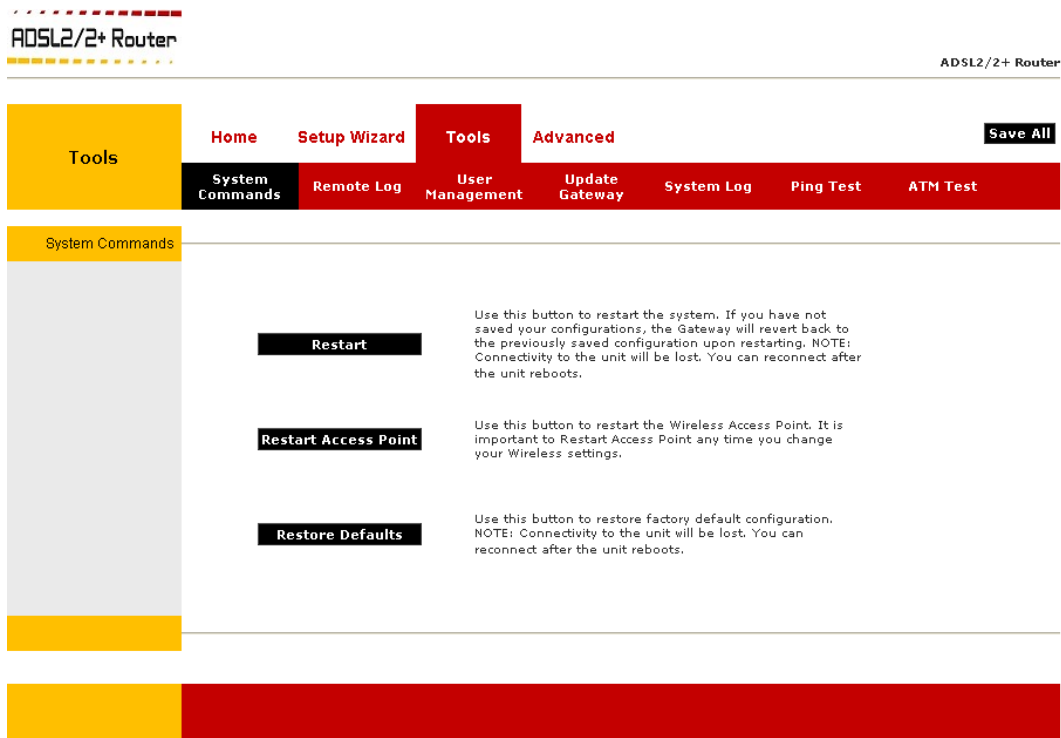 ADSL2/2+ Router
ADSL2/2+ Router
Tools
Home Setup Wizard Tools Advanced
Save All
System Commands Remote Log User Management Update Gateway System Log Ping Test ATM Test
System Commands
Restart
Use this button to restart the system. If you have not
saved your configurations, the Gateway will revert back to
the previously saved configuration upon restarting. NOTE:
Connectivity to the unit will be lost. You can reconnect after
the unit reboots.
Restart Access Point
Use this button to restart the Wireless Access Point. It is
important to Restart Access Point any time you change
your Wireless settings.
Restore Defaults
Use this button to restore factory default configuration.
NOTE: Connectivity to the unit will be lost. You can
reconnect after the unit reboots.